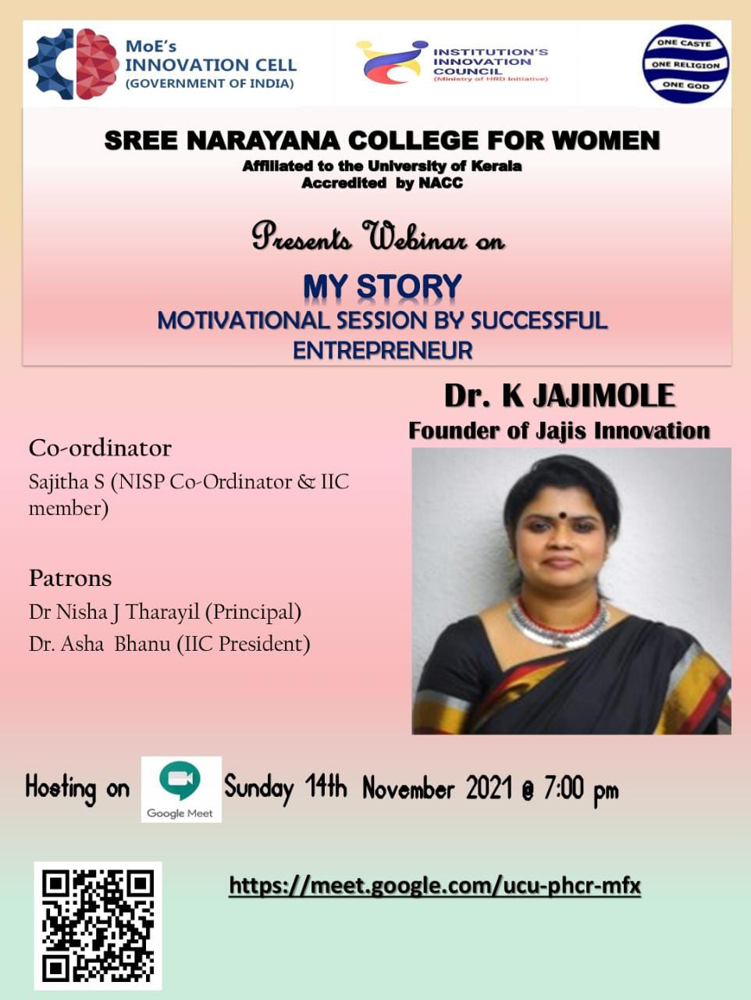 MoE's
INNOVATION CELL
(GOVERNMENT OF INDIA)
INSTITUTION'S
INNOVATION
COUNCIL
(Ministry of HRD Initiative)
ONE CASTE
ONE RELIGION
ONE GOD
SREE NARAYANA COLLEGE FOR WOMEN
Affiliated to the University of Kerala
Accredited by NACC
Presents Webinar on
MY STORY
MOTIVATIONAL SESSION BY SUCCESSFUL
ENTREPRENEUR
Dr. K JAJIMOLE
Founder of Jajis Innovation
Co-ordinator
Sajitha S (NISP Co-Ordinator & IIC
member)
Patrons
Dr Nisha J Tharayil (Principal)
Dr. Asha Bhanu (IIC President)
Hosting on Google Meet Sunday 14th November 2021 @ 7:00 pm
https://meet.google.com/ucu-phcr-mfx